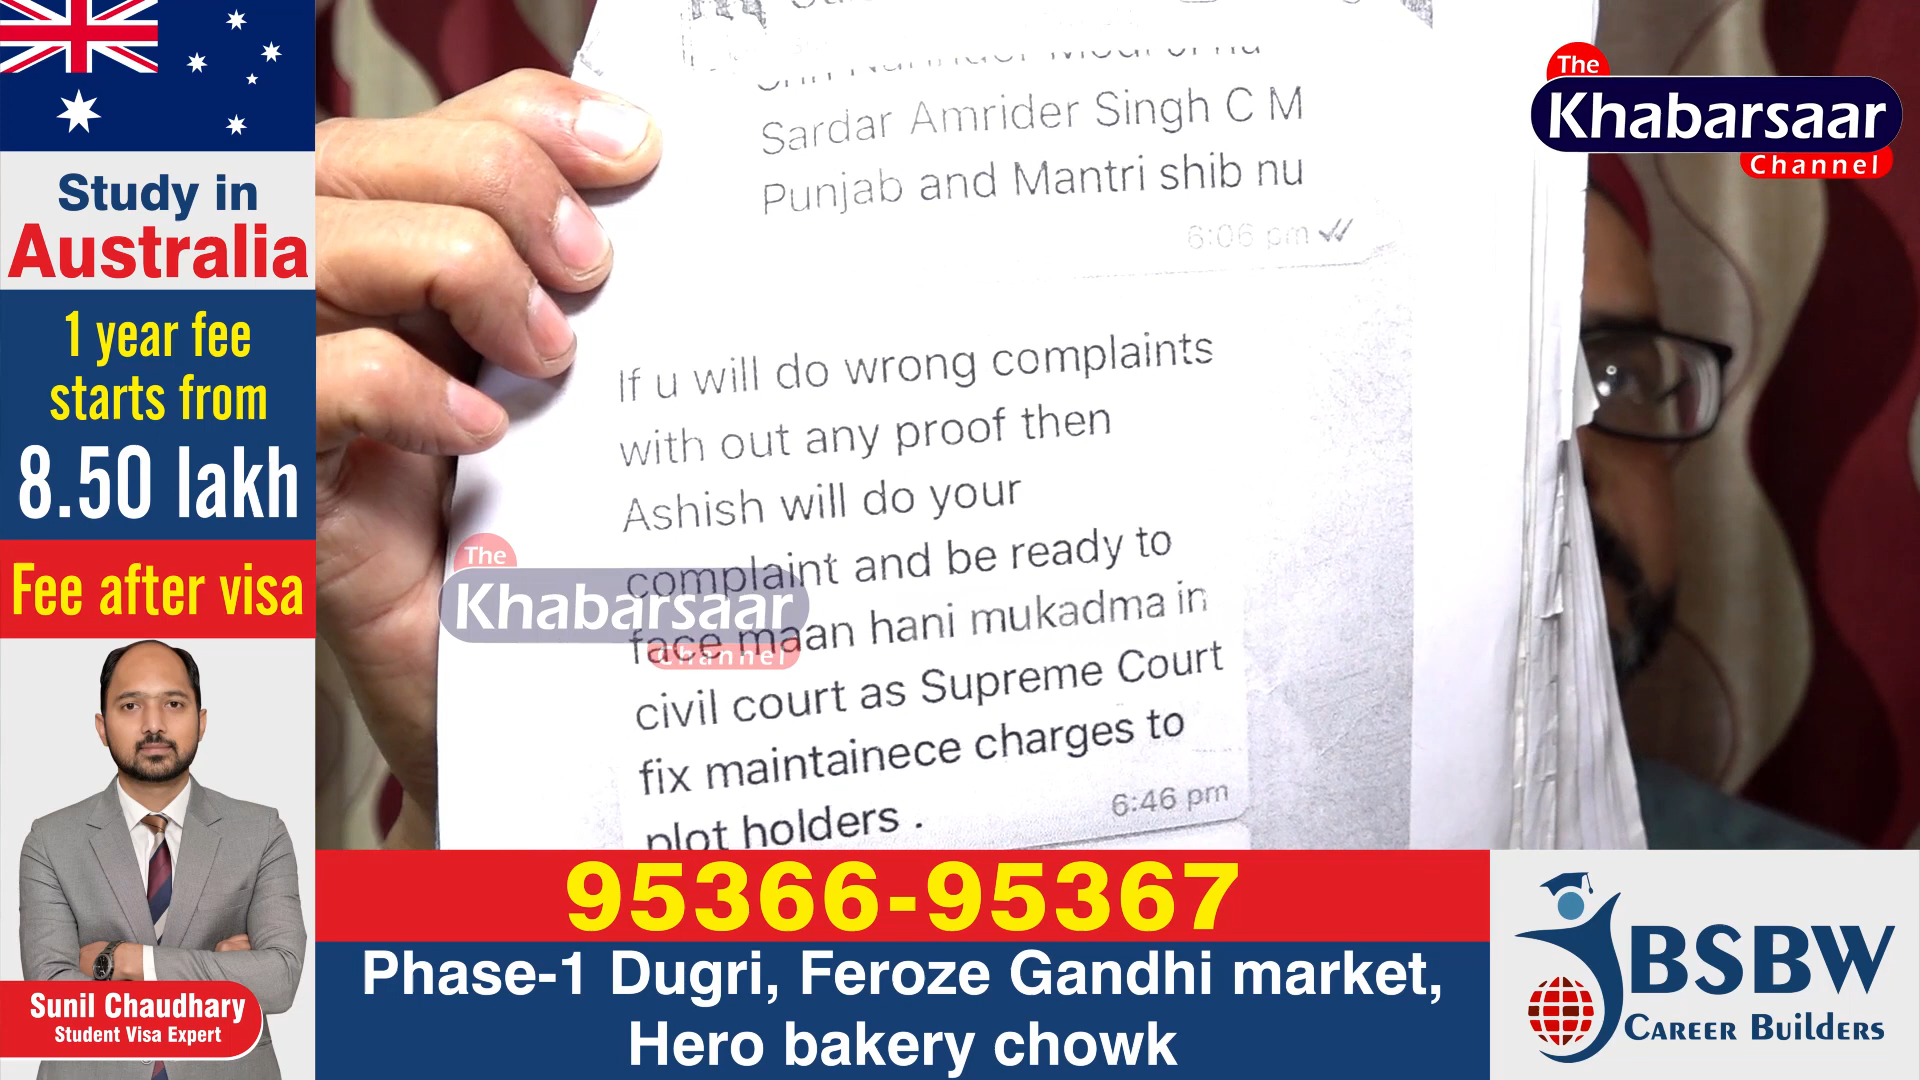 Study in
Australia
1 year fee
starts from
8.50 lakh
Fee after visa
Sunil Chaudhary
Student Visa Expert
Sardar Amrider Singh C M
Punjab and Mantri shib nu
6:06 pm
If u will do wrong complaints
with out any proof then
Ashish will do your
complaint and be ready to
face maan hani mukadma in
civil court as Supreme Court
fix maintainece charges to
plot holders .
6:46 pm
The
Khabarsaar
Channel
The
Khabarsaar
Channel
95366-95367
Phase-1 Dugri, Feroze Gandhi market,
Hero bakery chowk
BSBW
CAREER BUILDERS